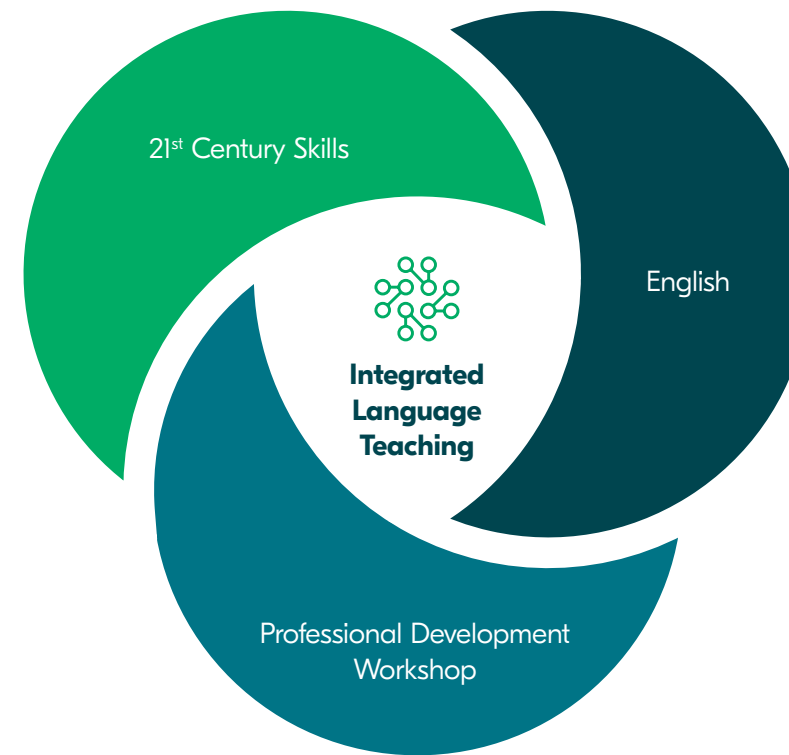 21st Century Skills
English
Integrated
Language
Teaching
Professional Development
Workshop